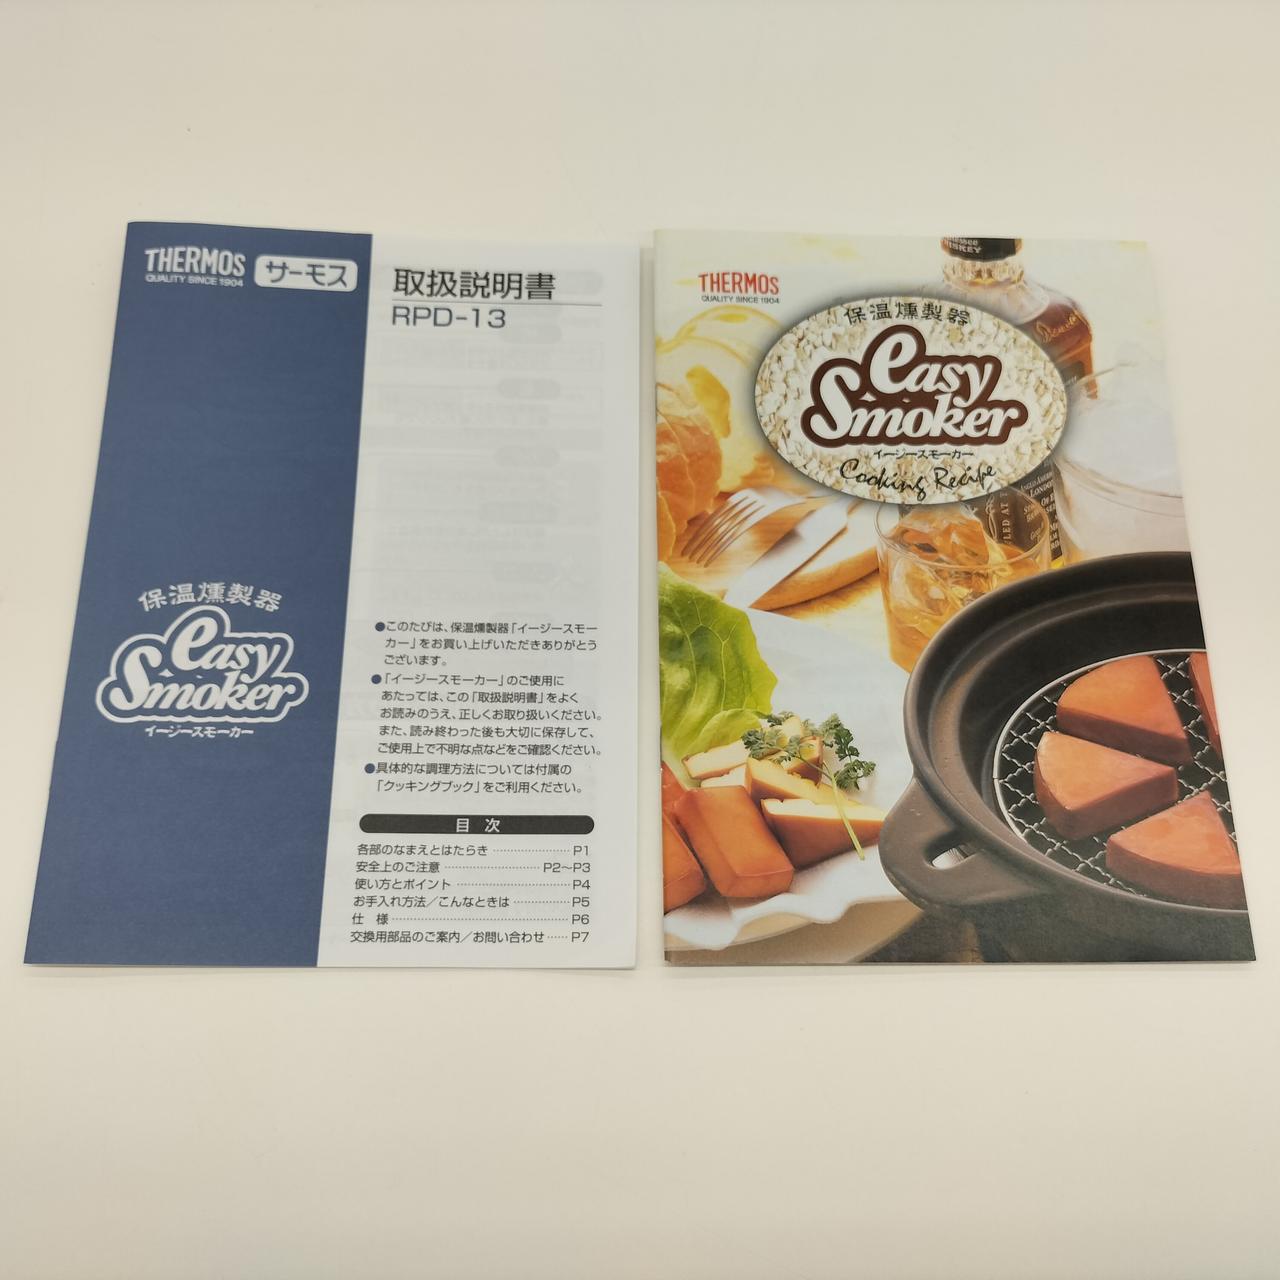 THERMOS
QUALITY SINCE 1904
サーモス
取扱説明書
RPD-13
保温燻製器
easy
Smoker
イージースモーカー
●このたびは、保温燻製器「イージースモー
カー」をお買い上げいただきありがとう
ございます。
●「イージースモーカー」のご使用に
あたっては、この「取扱説明書」をよく
お読みのうえ、正しくお取り扱いください。
また、読み終わった後も大切に保存して、
ご使用上で不明な点などをご確認ください。
●具体的な調理方法については付属の
「クッキングブック」をご利用ください。
目 次
各部のなまえとはたらき……………………P1
安全上のご注意……………………P2～P3
使い方とポイント……………………P4
お手入れ方法／こんなときは……………P5
仕 様……………………P6
交換用部品のご案内／お問い合わせ……P7
THERMOS
QUALITY SINCE 1904
保温燻製器
easy
Smoker
イージースモーカー
Cooking Recipe